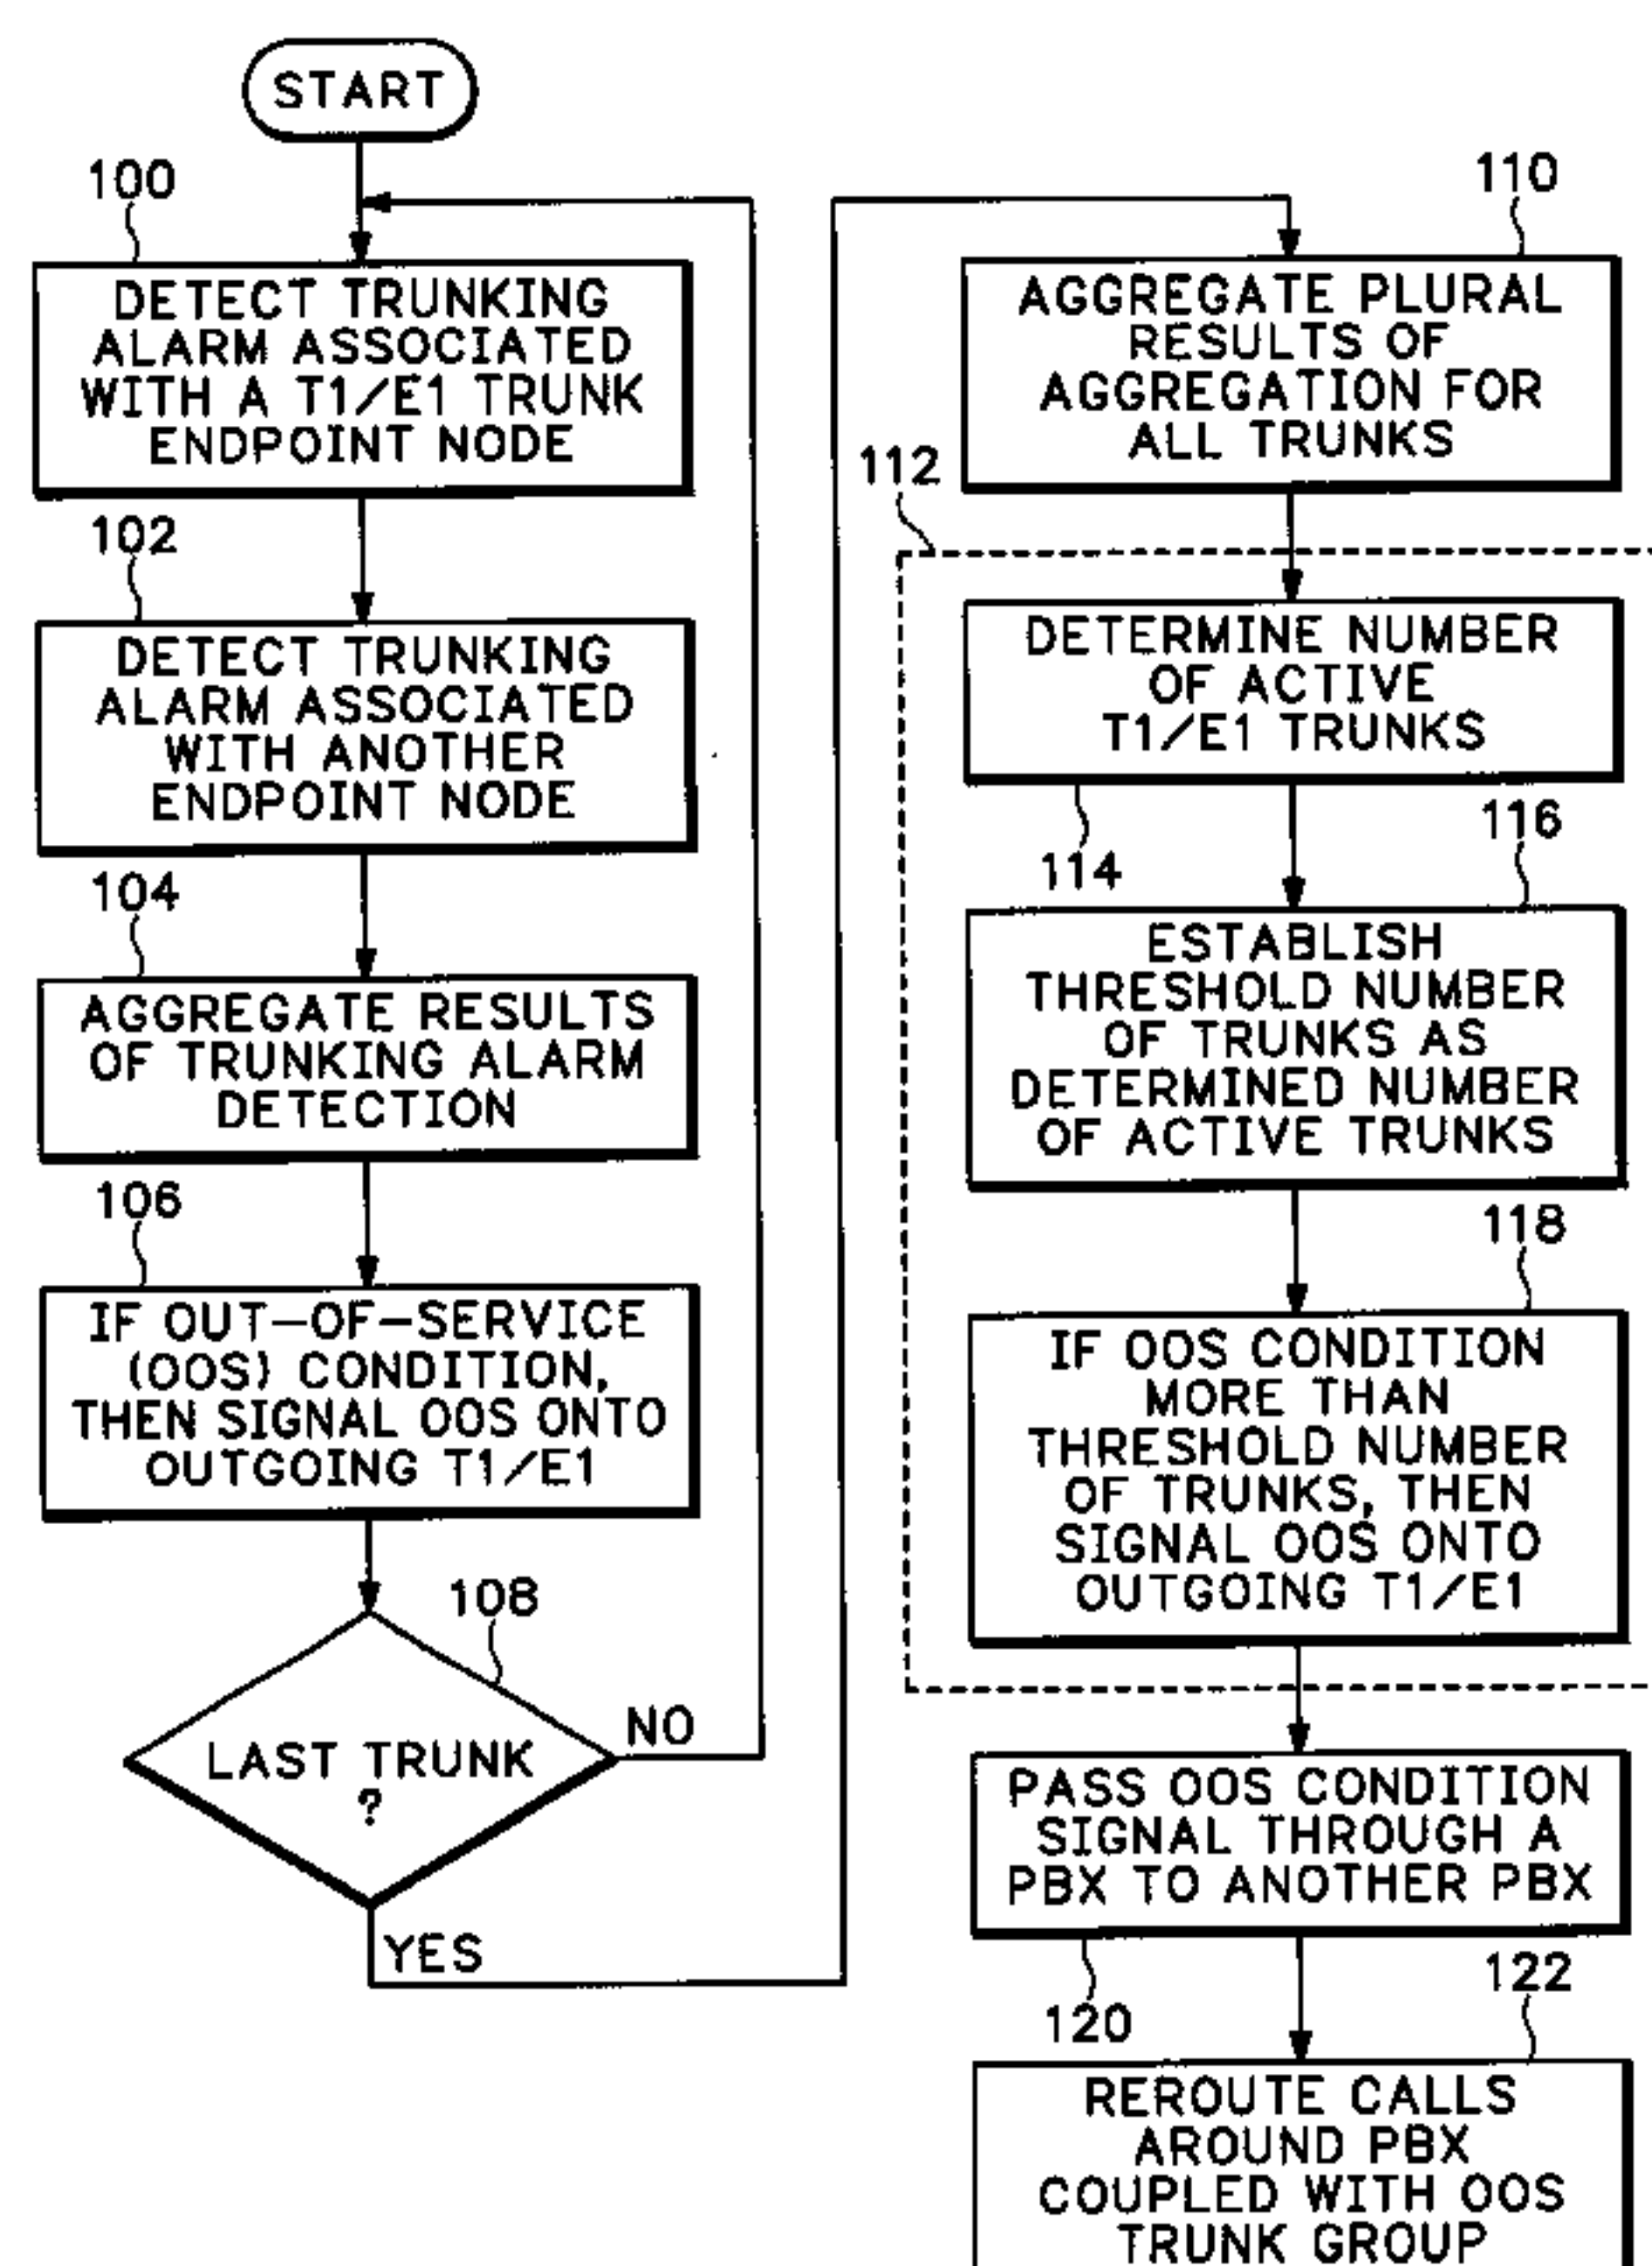 START
100
DETECT TRUNKING
ALARM ASSOCIATED
WITH A T1/E1 TRUNK
ENDPOINT NODE
102
DETECT TRUNKING
ALARM ASSOCIATED
WITH ANOTHER
ENDPOINT NODE
104
AGGREGATE RESULTS
OF TRUNKING ALARM
DETECTION
106
IF OUT-OF-SERVICE
(OOS) CONDITION,
THEN SIGNAL OOS ONTO
OUTGOING T1/E1
108
LAST TRUNK
?
NO
YES
110
AGGREGATE PLURAL
RESULTS OF
AGGREGATION FOR
ALL TRUNKS
112
DETERMINE NUMBER
OF ACTIVE
T1/E1 TRUNKS
114
116
ESTABLISH
THRESHOLD NUMBER
OF TRUNKS AS
DETERMINED NUMBER
OF ACTIVE TRUNKS
118
IF OOS CONDITION
MORE THAN
THRESHOLD NUMBER
OF TRUNKS, THEN
SIGNAL OOS ONTO
OUTGOING T1/E1
PASS OOS CONDITION
SIGNAL THROUGH A
PBX TO ANOTHER PBX
120
122
REROUTE CALLS
AROUND PBX
COUPLED WITH OOS
TRUNK GROUP